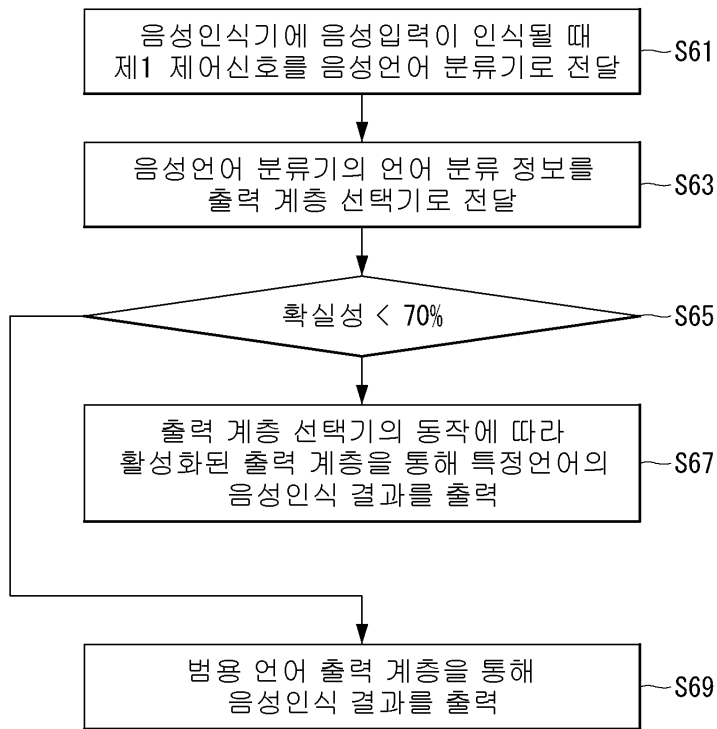 음성인식기에 음성입력이 인식될 때
제1 제어신호를 음성언어 분류기로 전달
S61
음성언어 분류기의 언어 분류 정보를
출력 계층 선택기로 전달
S63
확실성 < 70%
S65
출력 계층 선택기의 동작에 따라
활성화된 출력 계층을 통해 특정언어의
음성인식 결과를 출력
S67
범용 언어 출력 계층을 통해
음성인식 결과를 출력
S69